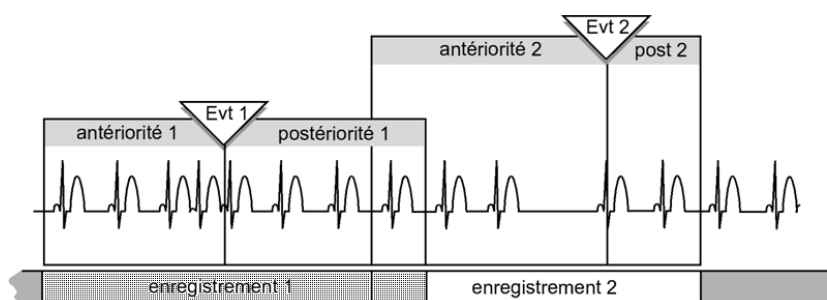 Evt 2
antériorité 2
post 2
Evt 1
antériorité 1
postériorité 1
enregistrement 1
enregistrement 2